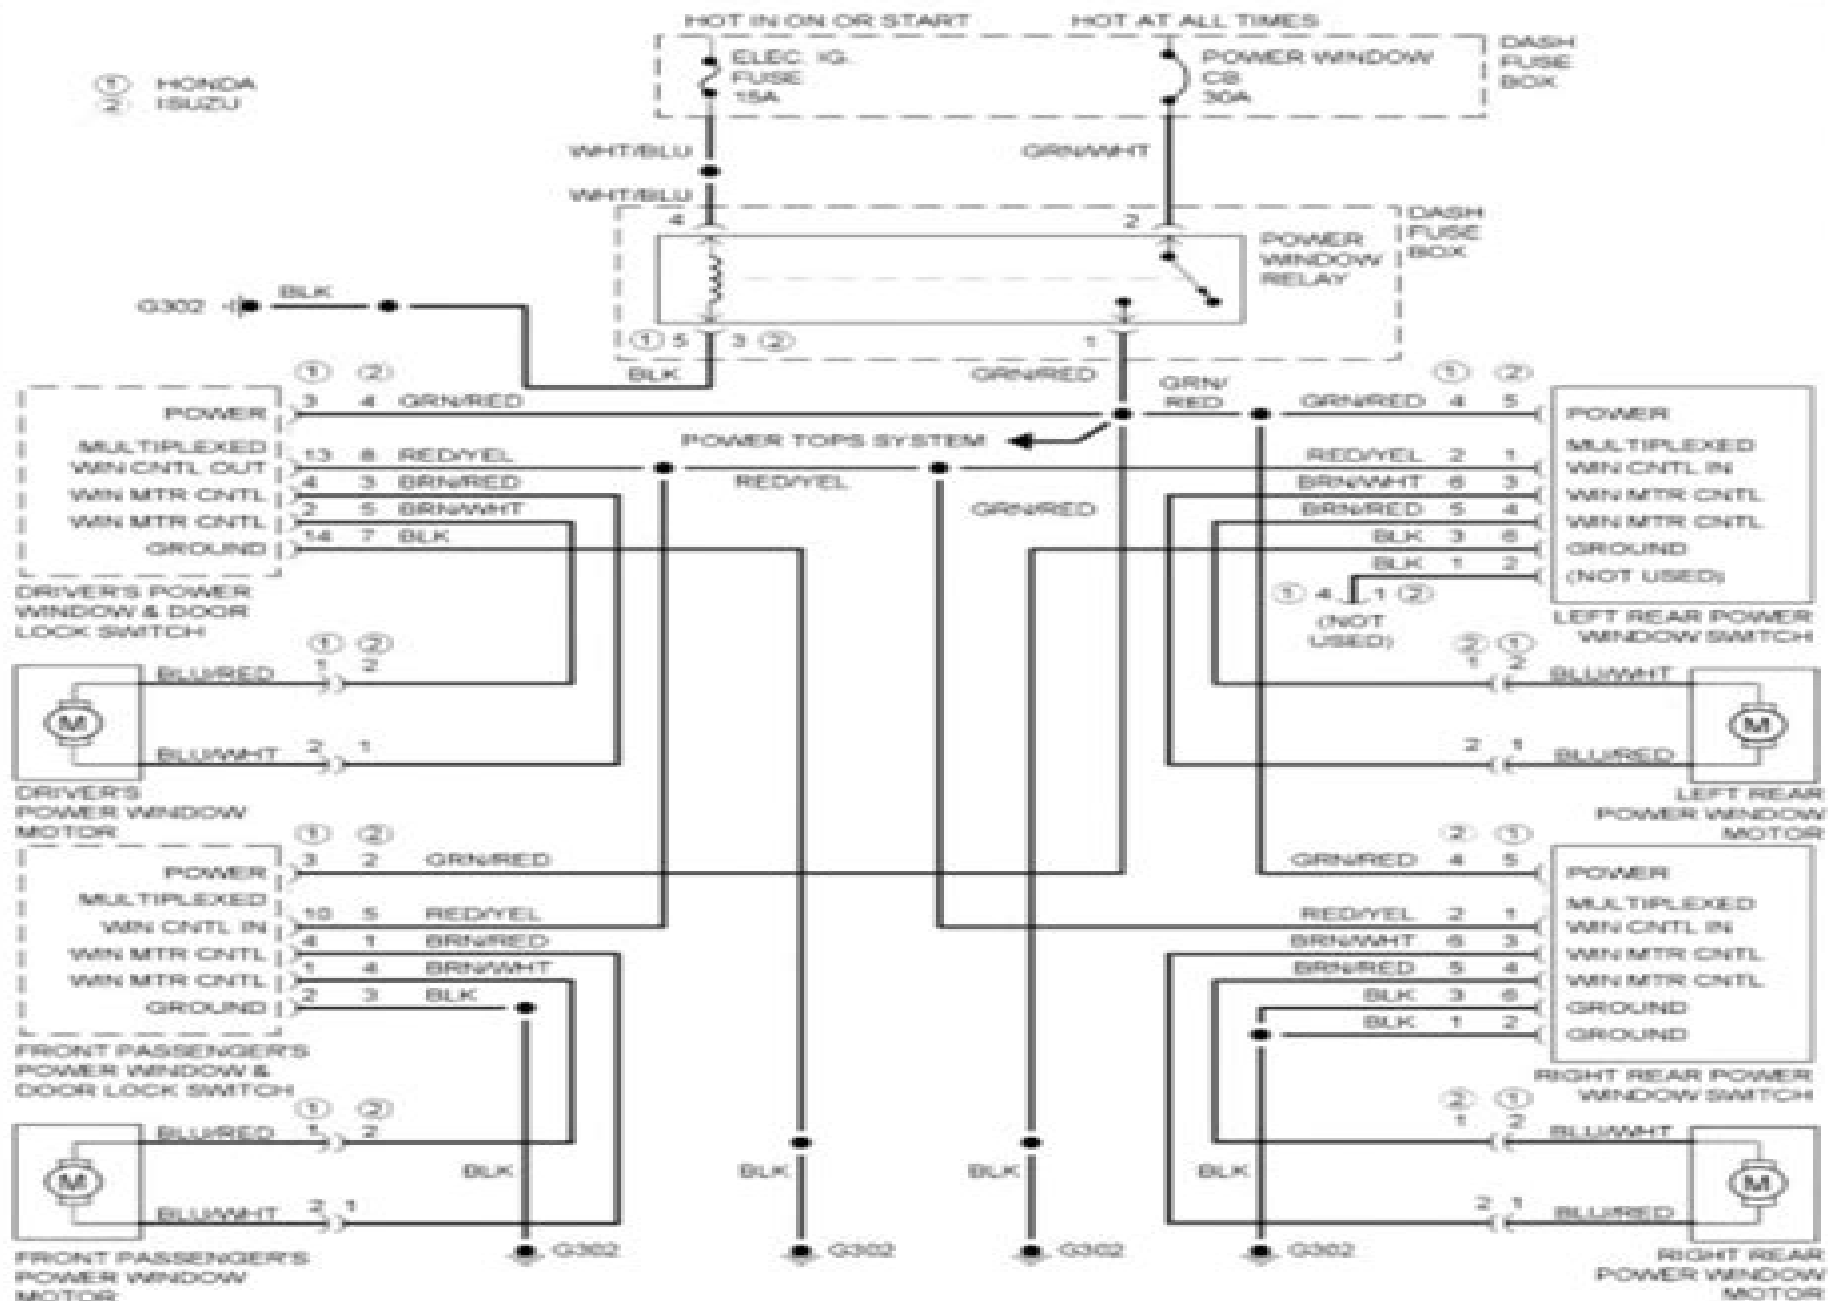 HOT IN ON OR START
HOT AT ALL TIMES
1 HONDA
2 ISUZU
ELEC. IG.
FUSE
15A
POWER WINDOW
CB
30A
DASH
FUSE
BOX
WHT/BLU
GRN/WHT
WHT/BLU
4
2
DASH
FUSE
BOX
POWER
WINDOW
RELAY
G302
BLK
1 5
3 2
1
BLK
GRN/RED
GRN/
RED
1 2
POWER 3 4 GRN/RED
MULTIPLEXED
WIN CNTL OUT 13 8 RED/YEL
WIN MTR CNTL 4 3 BRN/RED
WIN MTR CNTL 2 5 BRN/WHT
GROUND 14 7 BLK
DRIVER'S POWER
WINDOW & DOOR
LOCK SWITCH
POWER TOPS SYSTEM
RED/YEL
GRN/RED
1 2
GRN/RED 4 5 POWER
MULTIPLEXED
RED/YEL 2 1 WIN CNTL IN
BRN/WHT 6 3 WIN MTR CNTL
BRN/RED 5 4 WIN MTR CNTL
BLK 3 6 GROUND
BLK 1 2 (NOT USED)
1 4 1 2
(NOT
USED)
LEFT REAR POWER
WINDOW SWITCH
1 2
BLU/RED 1 2
M
BLU/WHT 2 1
DRIVER'S
POWER WINDOW
MOTOR
2 1
1 2 BLU/WHT
M
2 1 BLU/RED
LEFT REAR
POWER WINDOW
MOTOR
1 2
POWER 3 2 GRN/RED
MULTIPLEXED
WIN CNTL IN 10 5 RED/YEL
WIN MTR CNTL 4 1 BRN/RED
WIN MTR CNTL 1 4 BRN/WHT
GROUND 2 3 BLK
FRONT PASSENGER'S
POWER WINDOW &
DOOR LOCK SWITCH
2 1
GRN/RED 4 5 POWER
MULTIPLEXED
RED/YEL 2 1 WIN CNTL IN
BRN/WHT 6 3 WIN MTR CNTL
BRN/RED 5 4 WIN MTR CNTL
BLK 3 6 GROUND
BLK 1 2 GROUND
RIGHT REAR POWER
WINDOW SWITCH
1 2
BLU/RED 1 2
M
BLU/WHT 2 1
FRONT PASSENGER'S
POWER WINDOW
MOTOR
BLK
BLK
BLK
BLK
G302
G302
G302
G302
2 1
1 2 BLU/WHT
M
2 1 BLU/RED
RIGHT REAR
POWER WINDOW
MOTOR